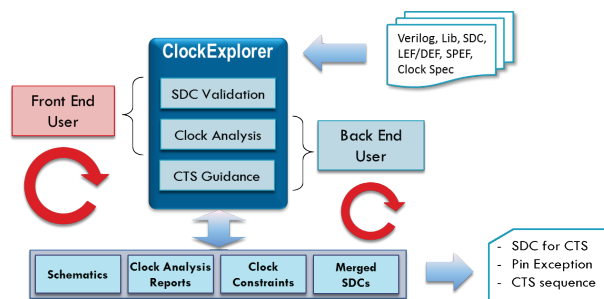 ClockExplorer
Verilog, Lib, SDC,
LEF/DEF, SPEF,
Clock Spec
SDC Validation
Front End
User
Clock Analysis
Back End
User
CTS Guidance
Schematics
Clock Analysis
Reports
Clock
Constraints
Merged
SDCs
- SDC for CTS
- Pin Exception
- CTS sequence